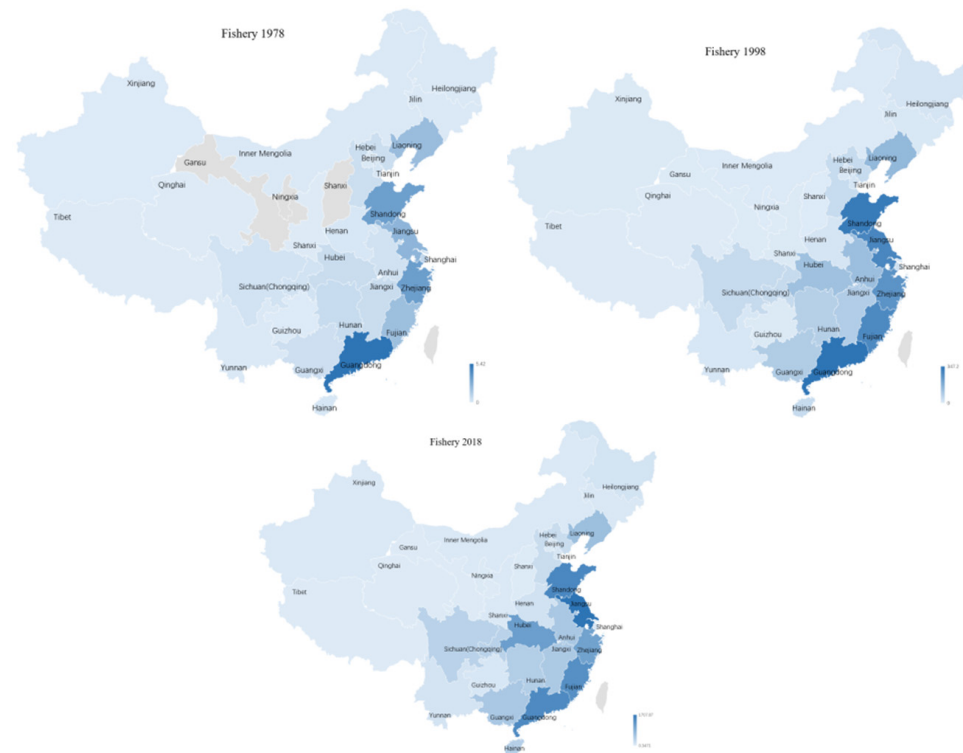 Fishery 1978
Xinjiang
Heilongjiang
Jilin
Inner Mengolia
Hebei
Liaoning
Beijing
Gansu
Tianjin
Qinghai
Ningxia
Shanxi
Tibet
Shandong
Henan
Jiangsu
Shanxi
Hubei
Shanghai
Anhui
Sichuan(Chongqing)
Jiangxi
Zhejiang
Guizhou
Hunan
Fujian
Yunnan
Guangxi
Guangdong
Hainan
0
Fishery 1998
Xinjiang
Heilongjiang
Jilin
Inner Mengolia
Hebei
Liaoning
Beijing
Gansu
Tianjin
Qinghai
Shanxi
Ningxia
Tibet
Shandong
Henan
Jiangsu
Shanxi
Hubei
Shanghai
Anhui
Sichuan(Chongqing)
Jiangxi
Zhejiang
Guizhou
Hunan
Fujian
Yunnan
Guangxi
Guangdong
Hainan
0
Fishery 2018
Xinjiang
Heilongjiang
Jilin
Inner Mengolia
Hebei
Liaoning
Beijing
Gansu
Tianjin
Qinghai
Shanxi
Ningxia
Tibet
Shandong
Henan
Jiangsu
Shanxi
Hubei
Shanghai
Anhui
Sichuan(Chongqing)
Jiangxi
Zhejiang
Guizhou
Hunan
Fujian
Yunnan
Guangxi
Guangdong
Hainan